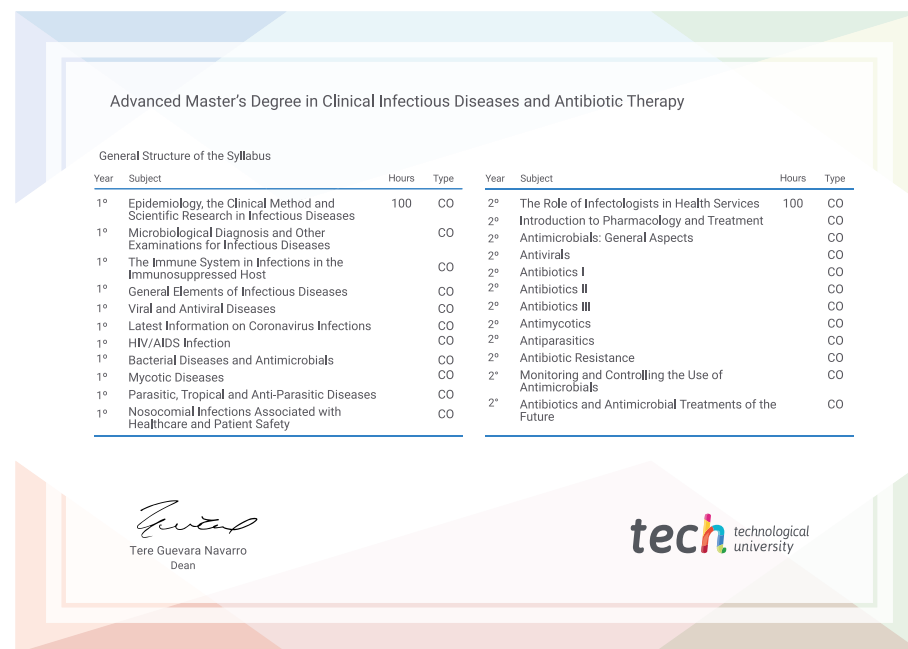 Advanced Master's Degree in Clinical Infectious Diseases and Antibiotic Therapy
General Structure of the Syllabus
Year Subject Hours Type
1º Epidemiology, the Clinical Method and 100 CO
Scientific Research in Infectious Diseases
1º Microbiological Diagnosis and Other CO
Examinations for Infectious Diseases
1º The Immune System in Infections in the CO
Immunosuppressed Host
1º General Elements of Infectious Diseases CO
1º Viral and Antiviral Diseases CO
1º Latest Information on Coronavirus Infections CO
1º HIV/AIDS Infection CO
1º Bacterial Diseases and Antimicrobials CO
1º Mycotic Diseases CO
1º Parasitic, Tropical and Anti-Parasitic Diseases CO
1º Nosocomial Infections Associated with CO
Healthcare and Patient Safety
Year Subject Hours Type
2º The Role of Infectologists in Health Services 100 CO
2º Introduction to Pharmacology and Treatment CO
2º Antimicrobials: General Aspects CO
2º Antivirals CO
2º Antibiotics I CO
2º Antibiotics II CO
2º Antibiotics III CO
2º Antimycotics CO
2º Antiparasitics CO
2º Antibiotic Resistance CO
2° Monitoring and Controlling the Use of CO
Antimicrobials
2° Antibiotics and Antimicrobial Treatments of the CO
Future
Tere Guevara Navarro
Dean
tech technological
university